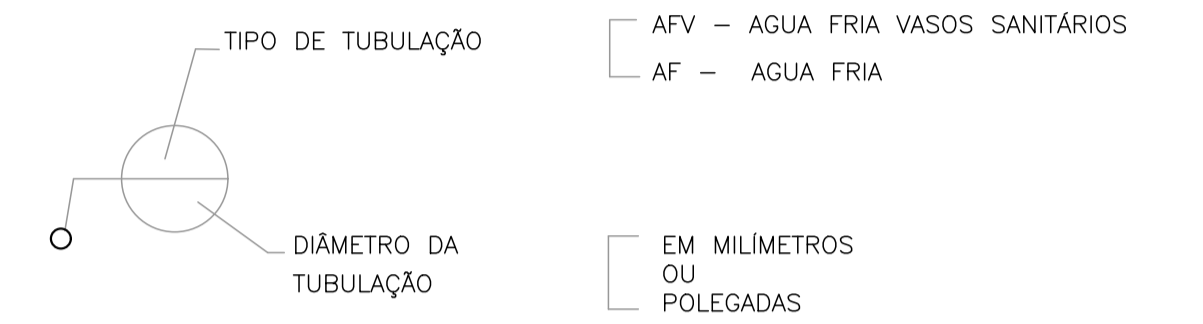 TIPO DE TUBULAÇÃO
AFV – AGUA FRIA VASOS SANITÁRIOS
AF – AGUA FRIA
DIÂMETRO DA
TUBULAÇÃO
EM MILÍMETROS
OU
POLEGADAS